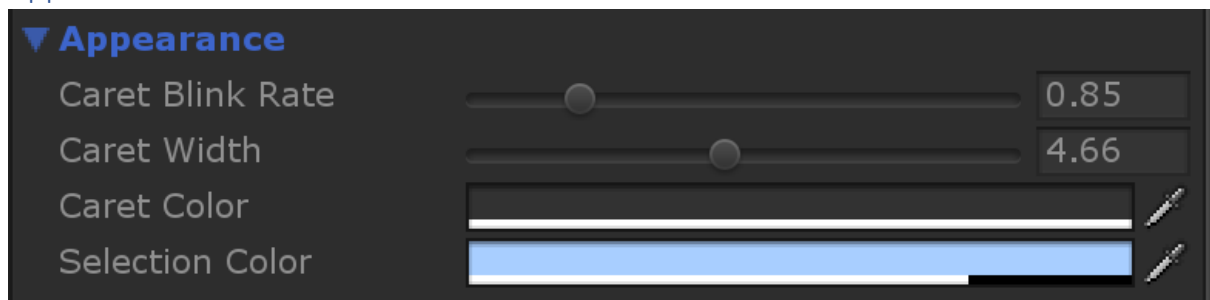 Appearance
Caret Blink Rate 0.85
Caret Width 4.66
Caret Color
Selection Color